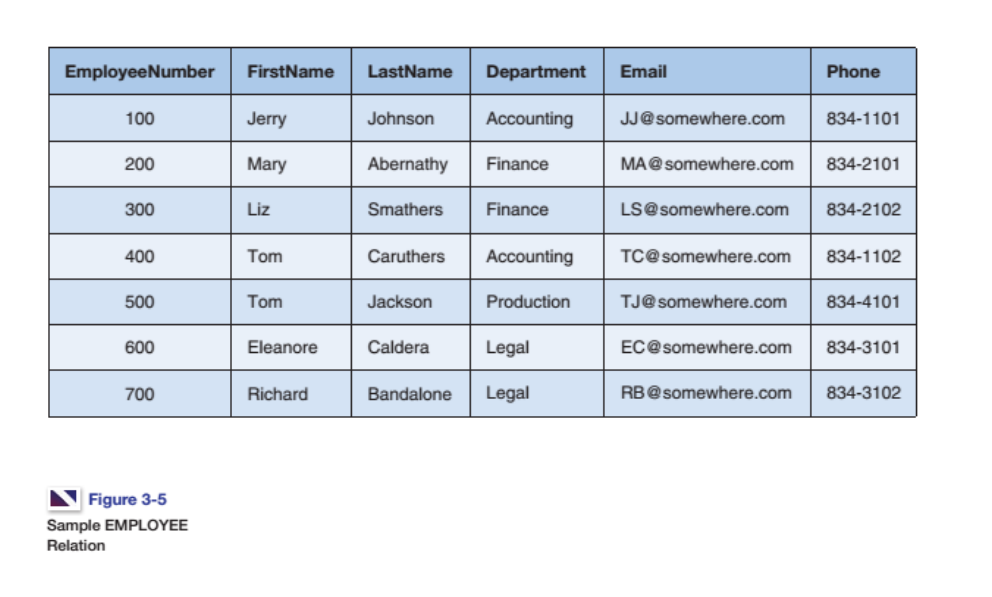 EmployeeNumber FirstName LastName Department Email Phone
100 Jerry Johnson Accounting JJ@somewhere.com 834-1101
200 Mary Abernathy Finance MA@somewhere.com 834-2101
300 Liz Smathers Finance LS@somewhere.com 834-2102
400 Tom Caruthers Accounting TC@somewhere.com 834-1102
500 Tom Jackson Production TJ@somewhere.com 834-4101
600 Eleanore Caldera Legal EC@somewhere.com 834-3101
700 Richard Bandalone Legal RB@somewhere.com 834-3102
Figure 3-5
Sample EMPLOYEE
Relation